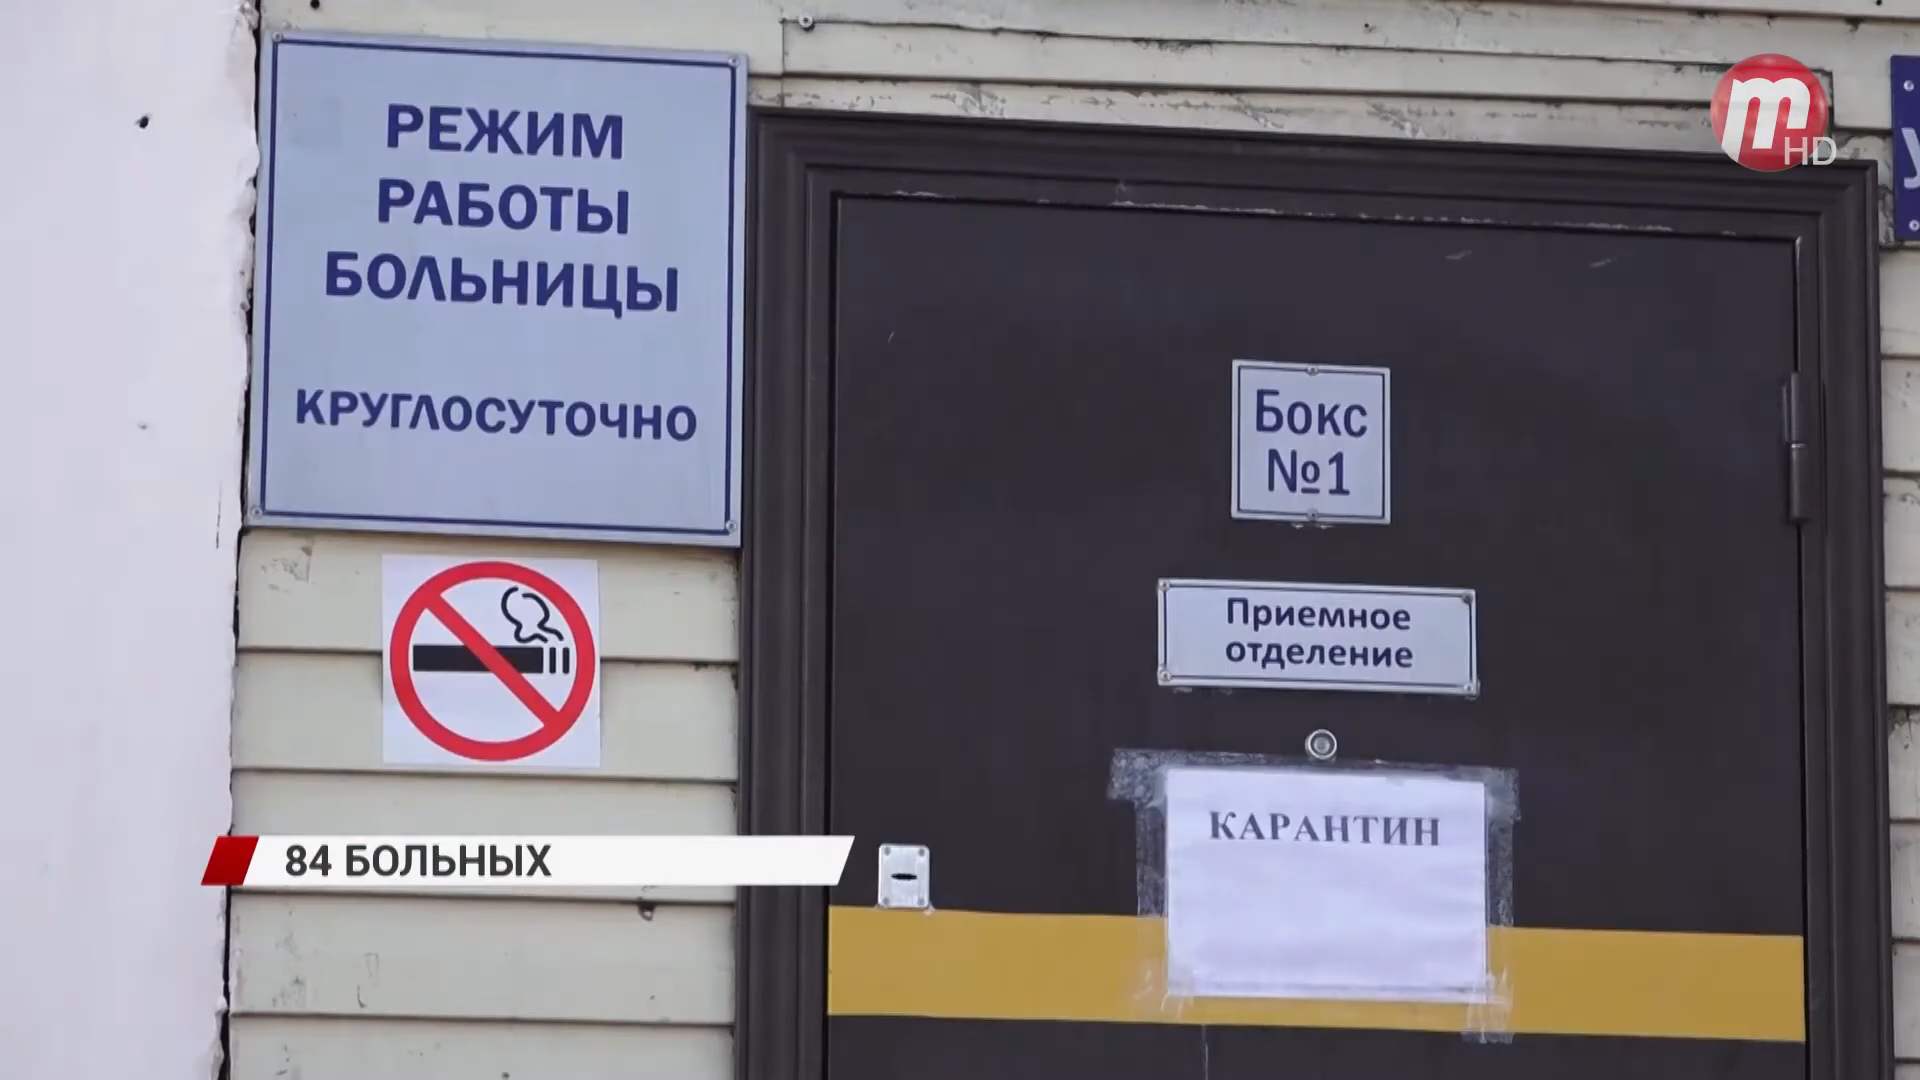 РЕЖИМ
РАБОТЫ
БОЛЬНИЦЫ
КРУГЛОСУТОЧНО
m HD
Бокс
№1
Приемное
отделение
КАРАНТИН
84 БОЛЬНЫХ